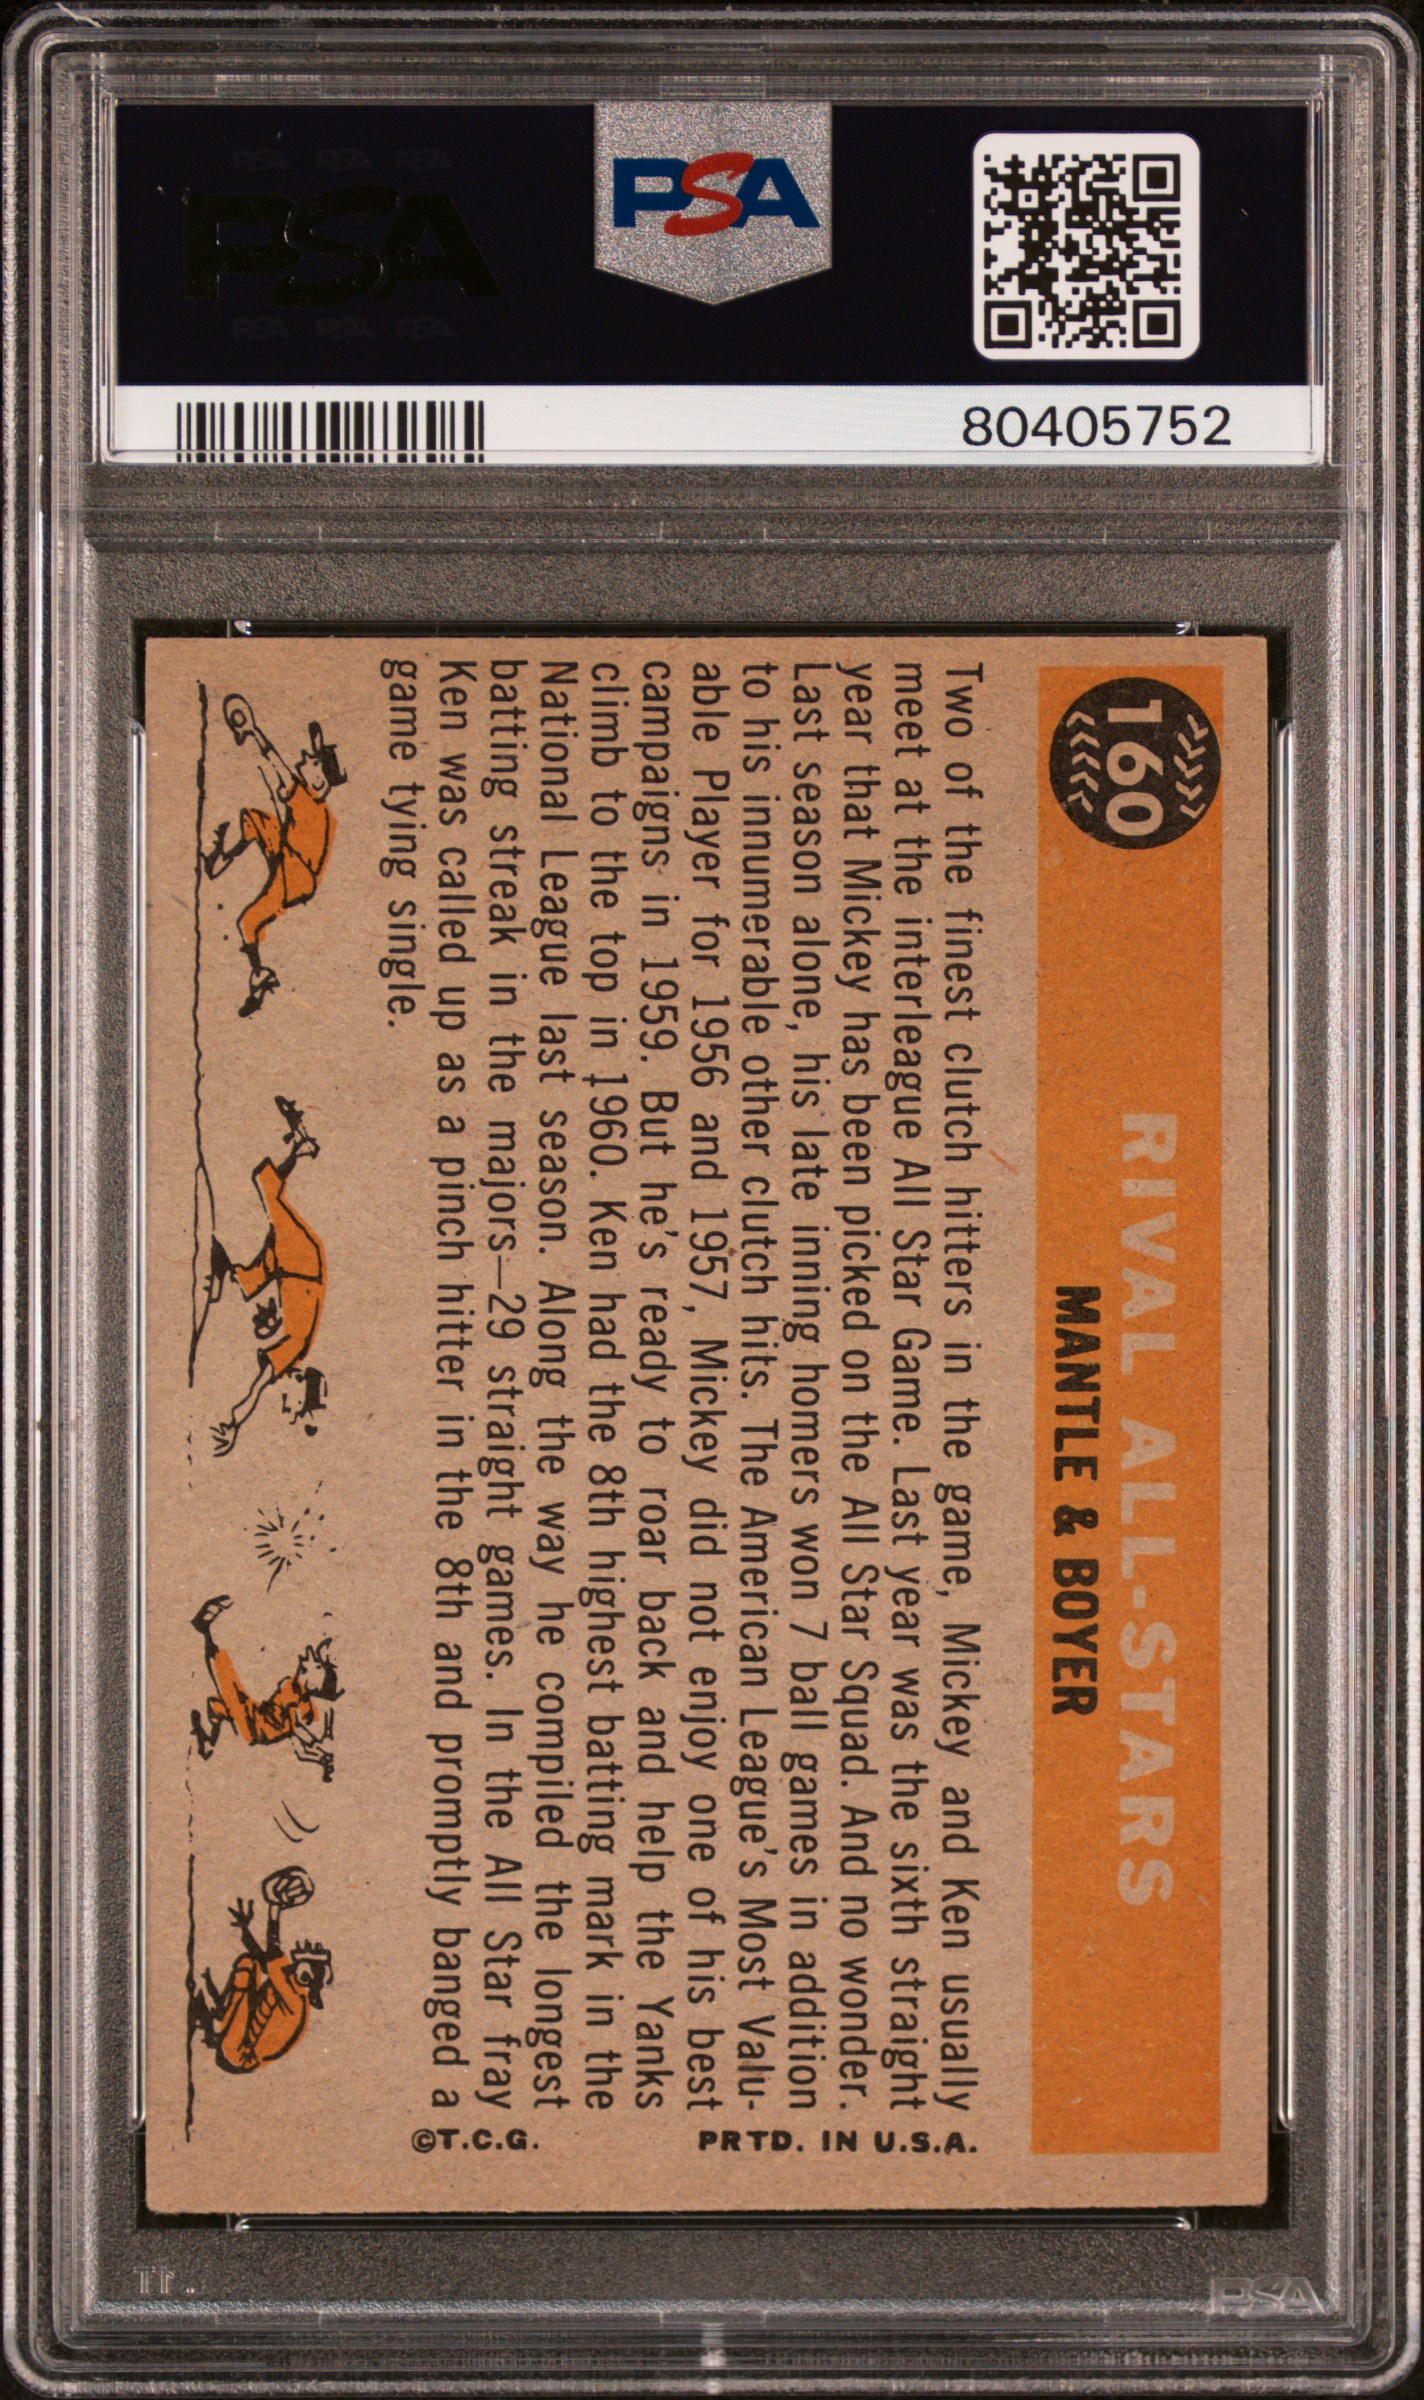 PSA PSA PSA
PSA
PSA PSA PSA
PSA
80405752
160
RIVAL ALL-STARS
MANTLE & BOYER
Two of the finest clutch hitters in the game, Mickey and Ken usually
meet at the interleague All Star Game. Last year was the sixth straight
year that Mickey has been picked on the All Star Squad. And no wonder.
Last season alone, his late inning homers won 7 ball games in addition
to his innumerable other clutch hits. The American League's Most Valu-
able Player for 1956 and 1957, Mickey did not enjoy one of his best
campaigns in 1959. But he's ready to roar back and help the Yanks
climb to the top in 1960. Ken had the 8th highest batting mark in the
National League last season. Along the way he compiled the longest
batting streak in the majors—29 straight games. In the All Star fray
Ken was called up as a pinch hitter in the 8th and promptly banged a
game tying single.
PRTD. IN U.S.A.
©T.C.G.
PSA